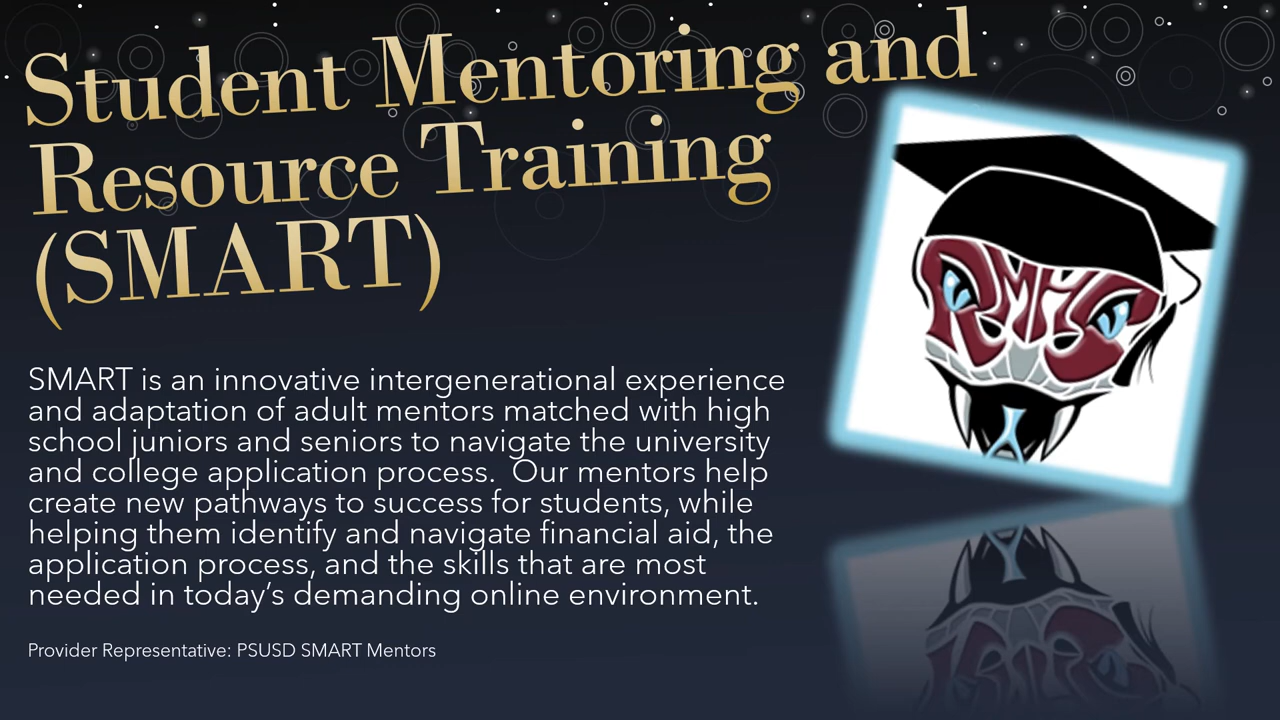 Student Mentoring and
Resource Training
(SMART)
SMART is an innovative intergenerational experience
and adaptation of adult mentors matched with high
school juniors and seniors to navigate the university
and college application process.  Our mentors help
create new pathways to success for students, while
helping them identify and navigate financial aid, the
application process, and the skills that are most
needed in today’s demanding online environment.
Provider Representative: PSUSD SMART Mentors
RMHS